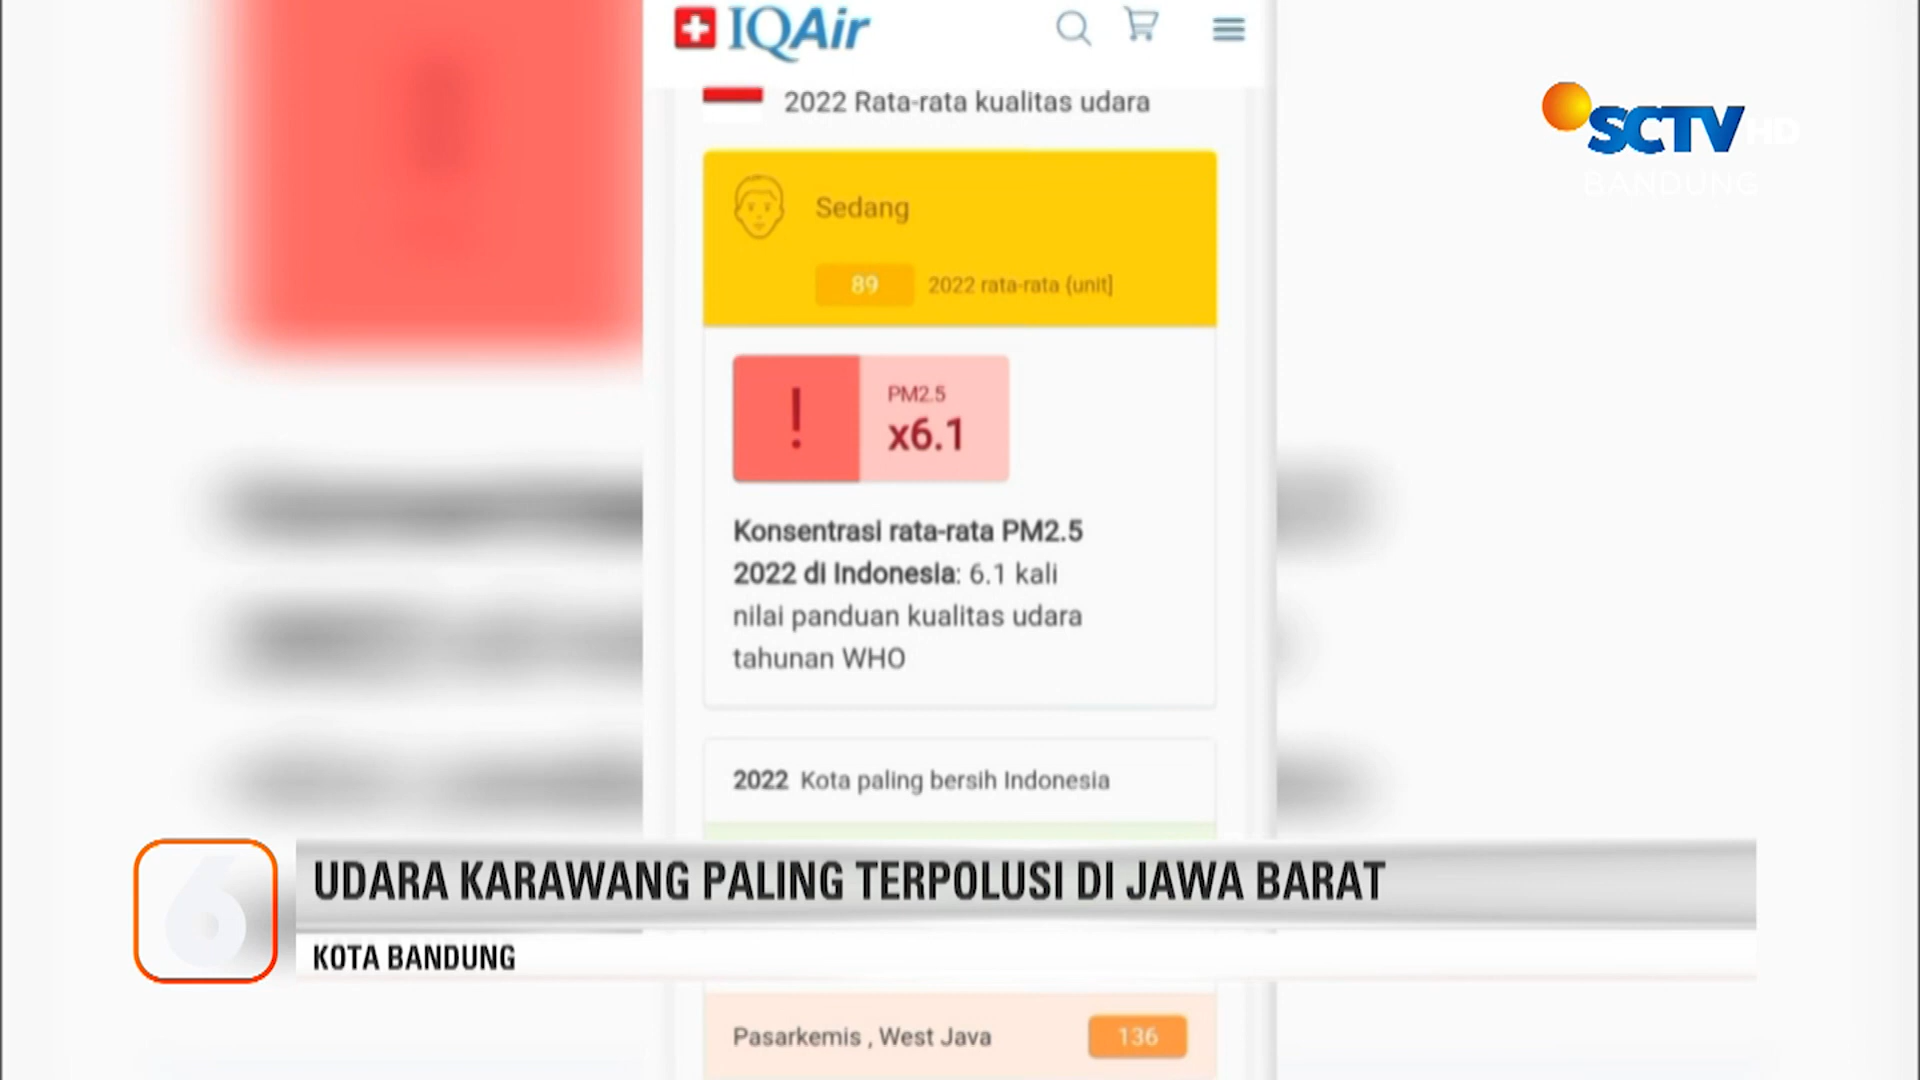 IQAir
2022 Rata-rata kualitas udara
SCTV HD
BANDUNG
Sedang
89 2022 rata-rata {unit]
!
PM2.5
x6.1
Konsentrasi rata-rata PM2.5
2022 di Indonesia: 6.1 kali
nilai panduan kualitas udara
tahunan WHO
2022 Kota paling bersih Indonesia
6
UDARA KARAWANG PALING TERPOLUSI DI JAWA BARAT
KOTA BANDUNG
Pasarkemis , West Java 136